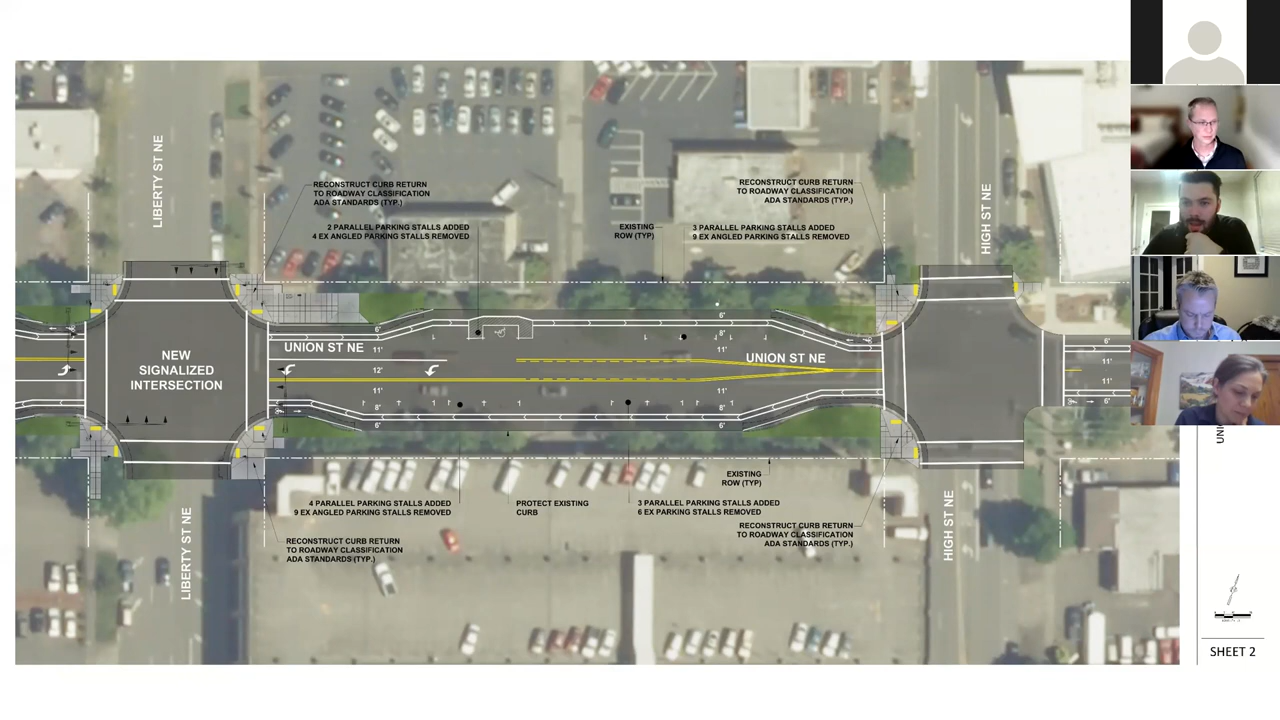 LIBERTY ST NE
HIGH ST NE
RECONSTRUCT CURB RETURN
TO ROADWAY CLASSIFICATION
ADA STANDARDS (TYP.)
2 PARALLEL PARKING STALLS ADDED
4 EX ANGLED PARKING STALLS REMOVED
EXISTING
ROW (TYP)
RECONSTRUCT CURB RETURN
TO ROADWAY CLASSIFICATION
ADA STANDARDS (TYP.)
3 PARALLEL PARKING STALLS ADDED
9 EX ANGLED PARKING STALLS REMOVED
6'
8'
11'
6'
11'
12'
11'
8'
6'
UNION ST NE
UNION ST NE
11'
8'
6'
6'
11'
11'
6'
NEW
SIGNALIZED
INTERSECTION
4 PARALLEL PARKING STALLS ADDED
9 EX ANGLED PARKING STALLS REMOVED
PROTECT EXISTING
CURB
EXISTING
ROW (TYP)
3 PARALLEL PARKING STALLS ADDED
6 EX PARKING STALLS REMOVED
RECONSTRUCT CURB RETURN
TO ROADWAY CLASSIFICATION
ADA STANDARDS (TYP.)
RECONSTRUCT CURB RETURN
TO ROADWAY CLASSIFICATION
ADA STANDARDS (TYP.)
LIBERTY ST NE
HIGH ST NE
SHEET 2